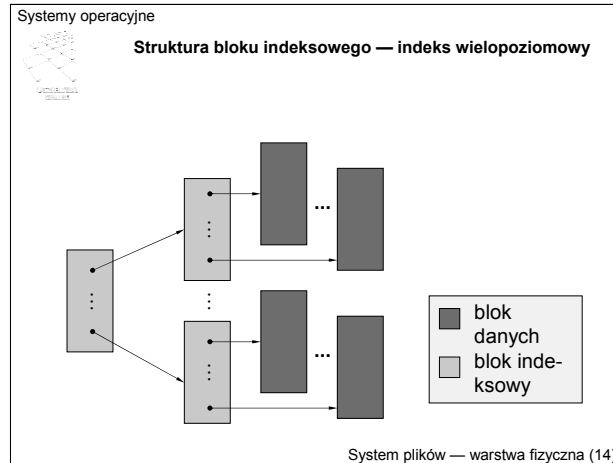 Systemy operacyjne
Struktura bloku indeksowego — indeks wielopoziomowy
...
...
blok
danych
blok inde-
ksowy
System plików — warstwa fizyczna (14)